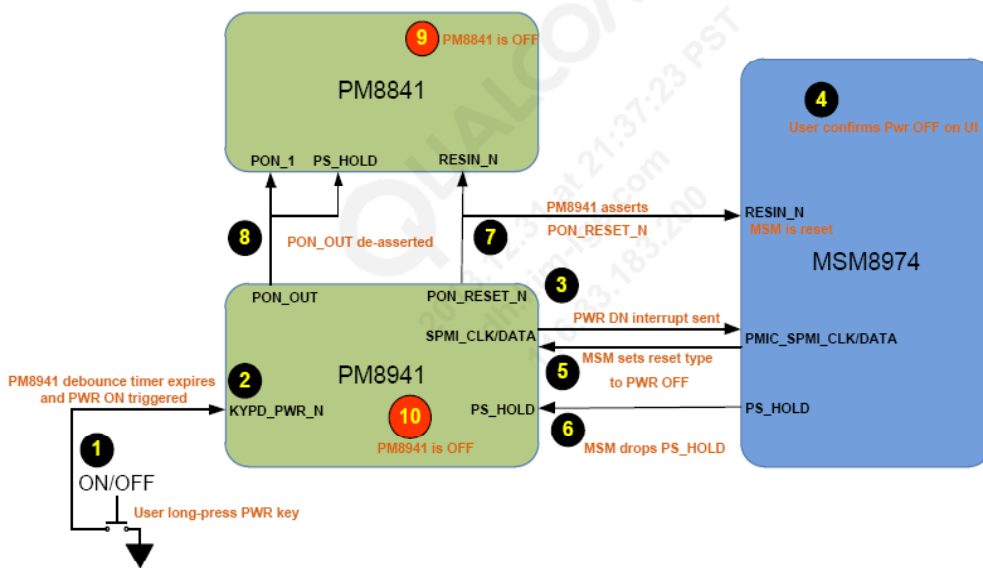 9
PM8841 is OFF
PM8841
PON_1
PS_HOLD
RESIN_N
4
User confirms Pwr OFF on UI
PM8941 asserts
PON_RESET_N
RESIN_N
MSM is reset
MSM8974
8
PON_OUT de-asserted
7
PON_OUT
PON_RESET_N
3
PWR DN interrupt sent
SPMI_CLK/DATA
PMIC_SPMI_CLK/DATA
5
MSM sets reset type
to PWR OFF
PM8941 debounce timer expires
and PWR ON triggered
2
KYPD_PWR_N
PM8941
10
PM8941 is OFF
PS_HOLD
PS_HOLD
6
MSM drops PS_HOLD
1
ON/OFF
User long-press PWR key